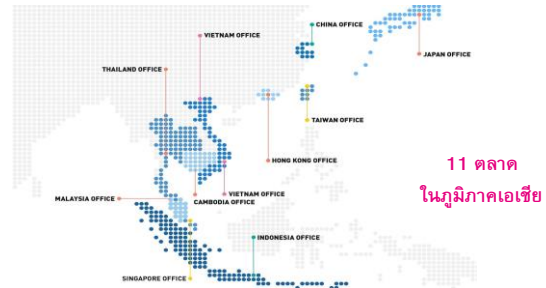 CHINA OFFICE
VIETNAM OFFICE
JAPAN OFFICE
THAILAND OFFICE
TAIWAN OFFICE
HONG KONG OFFICE
11 ตลาด
ในภูมิภาคเอเชีย
VIETNAM OFFICE
MALAYSIA OFFICE
CAMBODIA OFFICE
INDONESIA OFFICE
SINGAPORE OFFICE